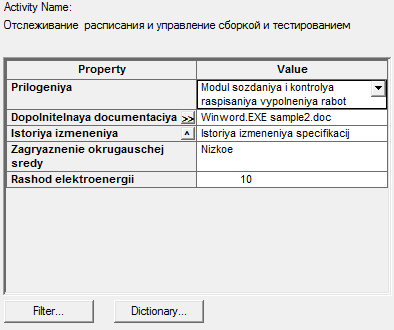 Activity Name:
Отслеживание расписания и управление сборкой и тестированием
Property Value
Prilogeniya Modul sozdaniya i kontrolya
raspisaniya vypolneniya rabot
Dopolnitelnaya documentaciya >> Winword.EXE sample2.doc
Istoriya izmeneniya ^ Istoriya izmeneniya specifikacij
Zagryaznenie okrugauschej Nizkoe
sredy
Rashod elektroenergii 10
Filter... Dictionary...